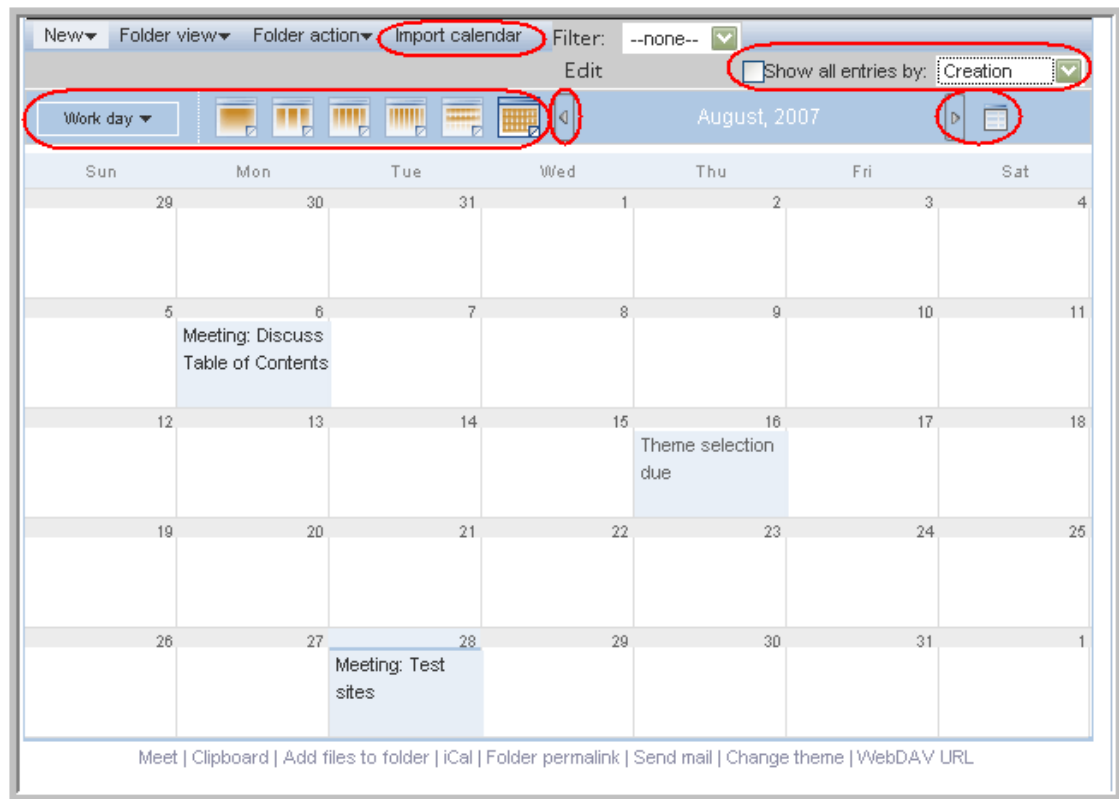 New Folder view Folder action Import calendar Filter: --none--
Edit Show all entries by: Creation
Work day August, 2007
Sun Mon Tue Wed Thu Fri Sat
29 30 31 1 2 3 4
5 6 7 8 9 10 11
Meeting: Discuss
Table of Contents
12 13 14 15 16 17 18
Theme selection
due
19 20 21 22 23 24 25
26 27 28 29 30 31 1
Meeting: Test
sites
Meet | Clipboard | Add files to folder | iCal | Folder permalink | Send mail | Change theme | WebDAV URL